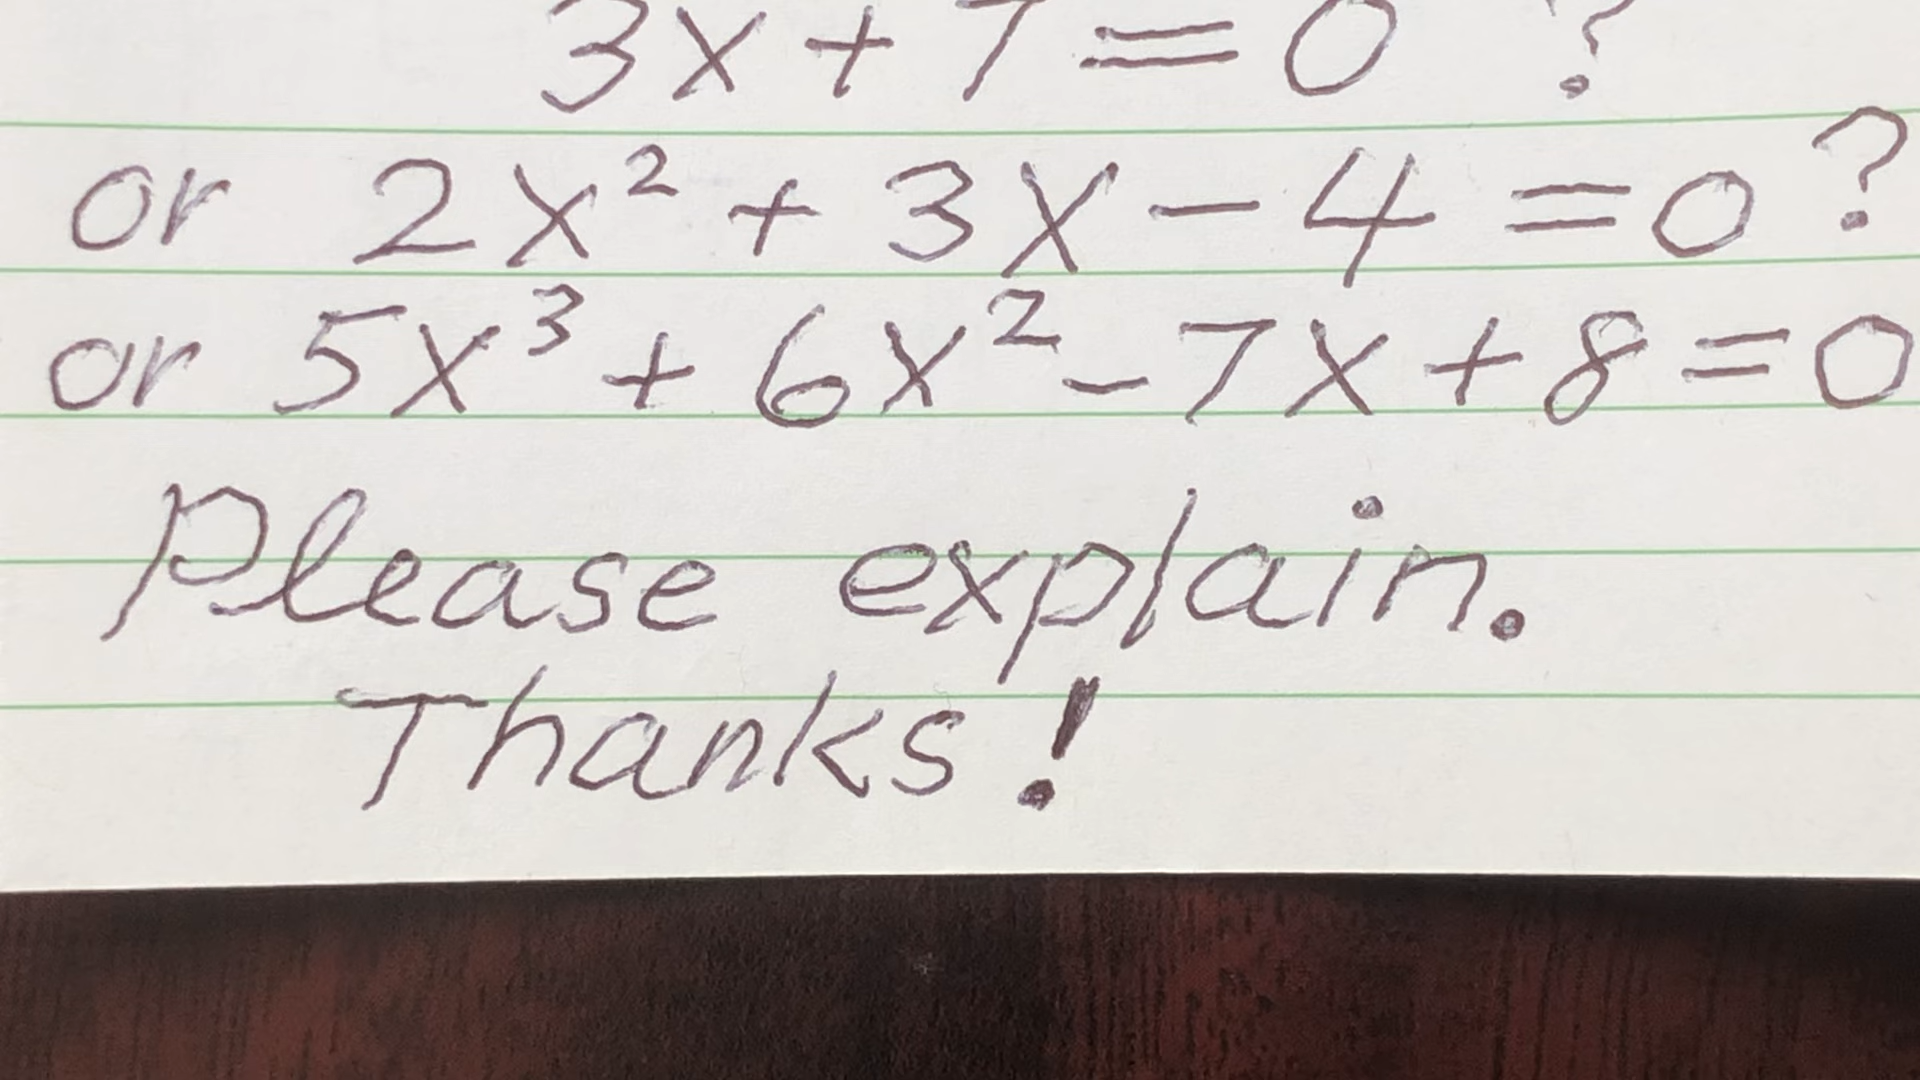 3x + 7 = 0 ?
or 2x² + 3x - 4 = 0 ?
or 5x³ + 6x² - 7x + 8 = 0
Please explain.
Thanks!